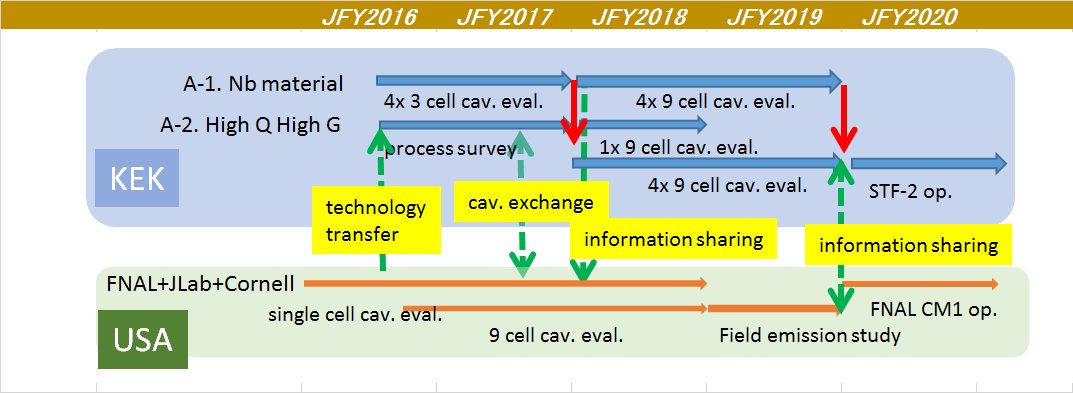 JFY2016 JFY2017 JFY2018 JFY2019 JFY2020
A-1. Nb material
4x 3 cell cav. eval.
4x 9 cell cav. eval.
A-2. High Q High G
process survey
1x 9 cell cav. eval.
KEK
4x 9 cell cav. eval.
STF-2 op.
technology
transfer
cav. exchange
information sharing
information sharing
FNAL+JLab+Cornell
single cell cav. eval.
FNAL CM1 op.
USA
9 cell cav. eval.
Field emission study